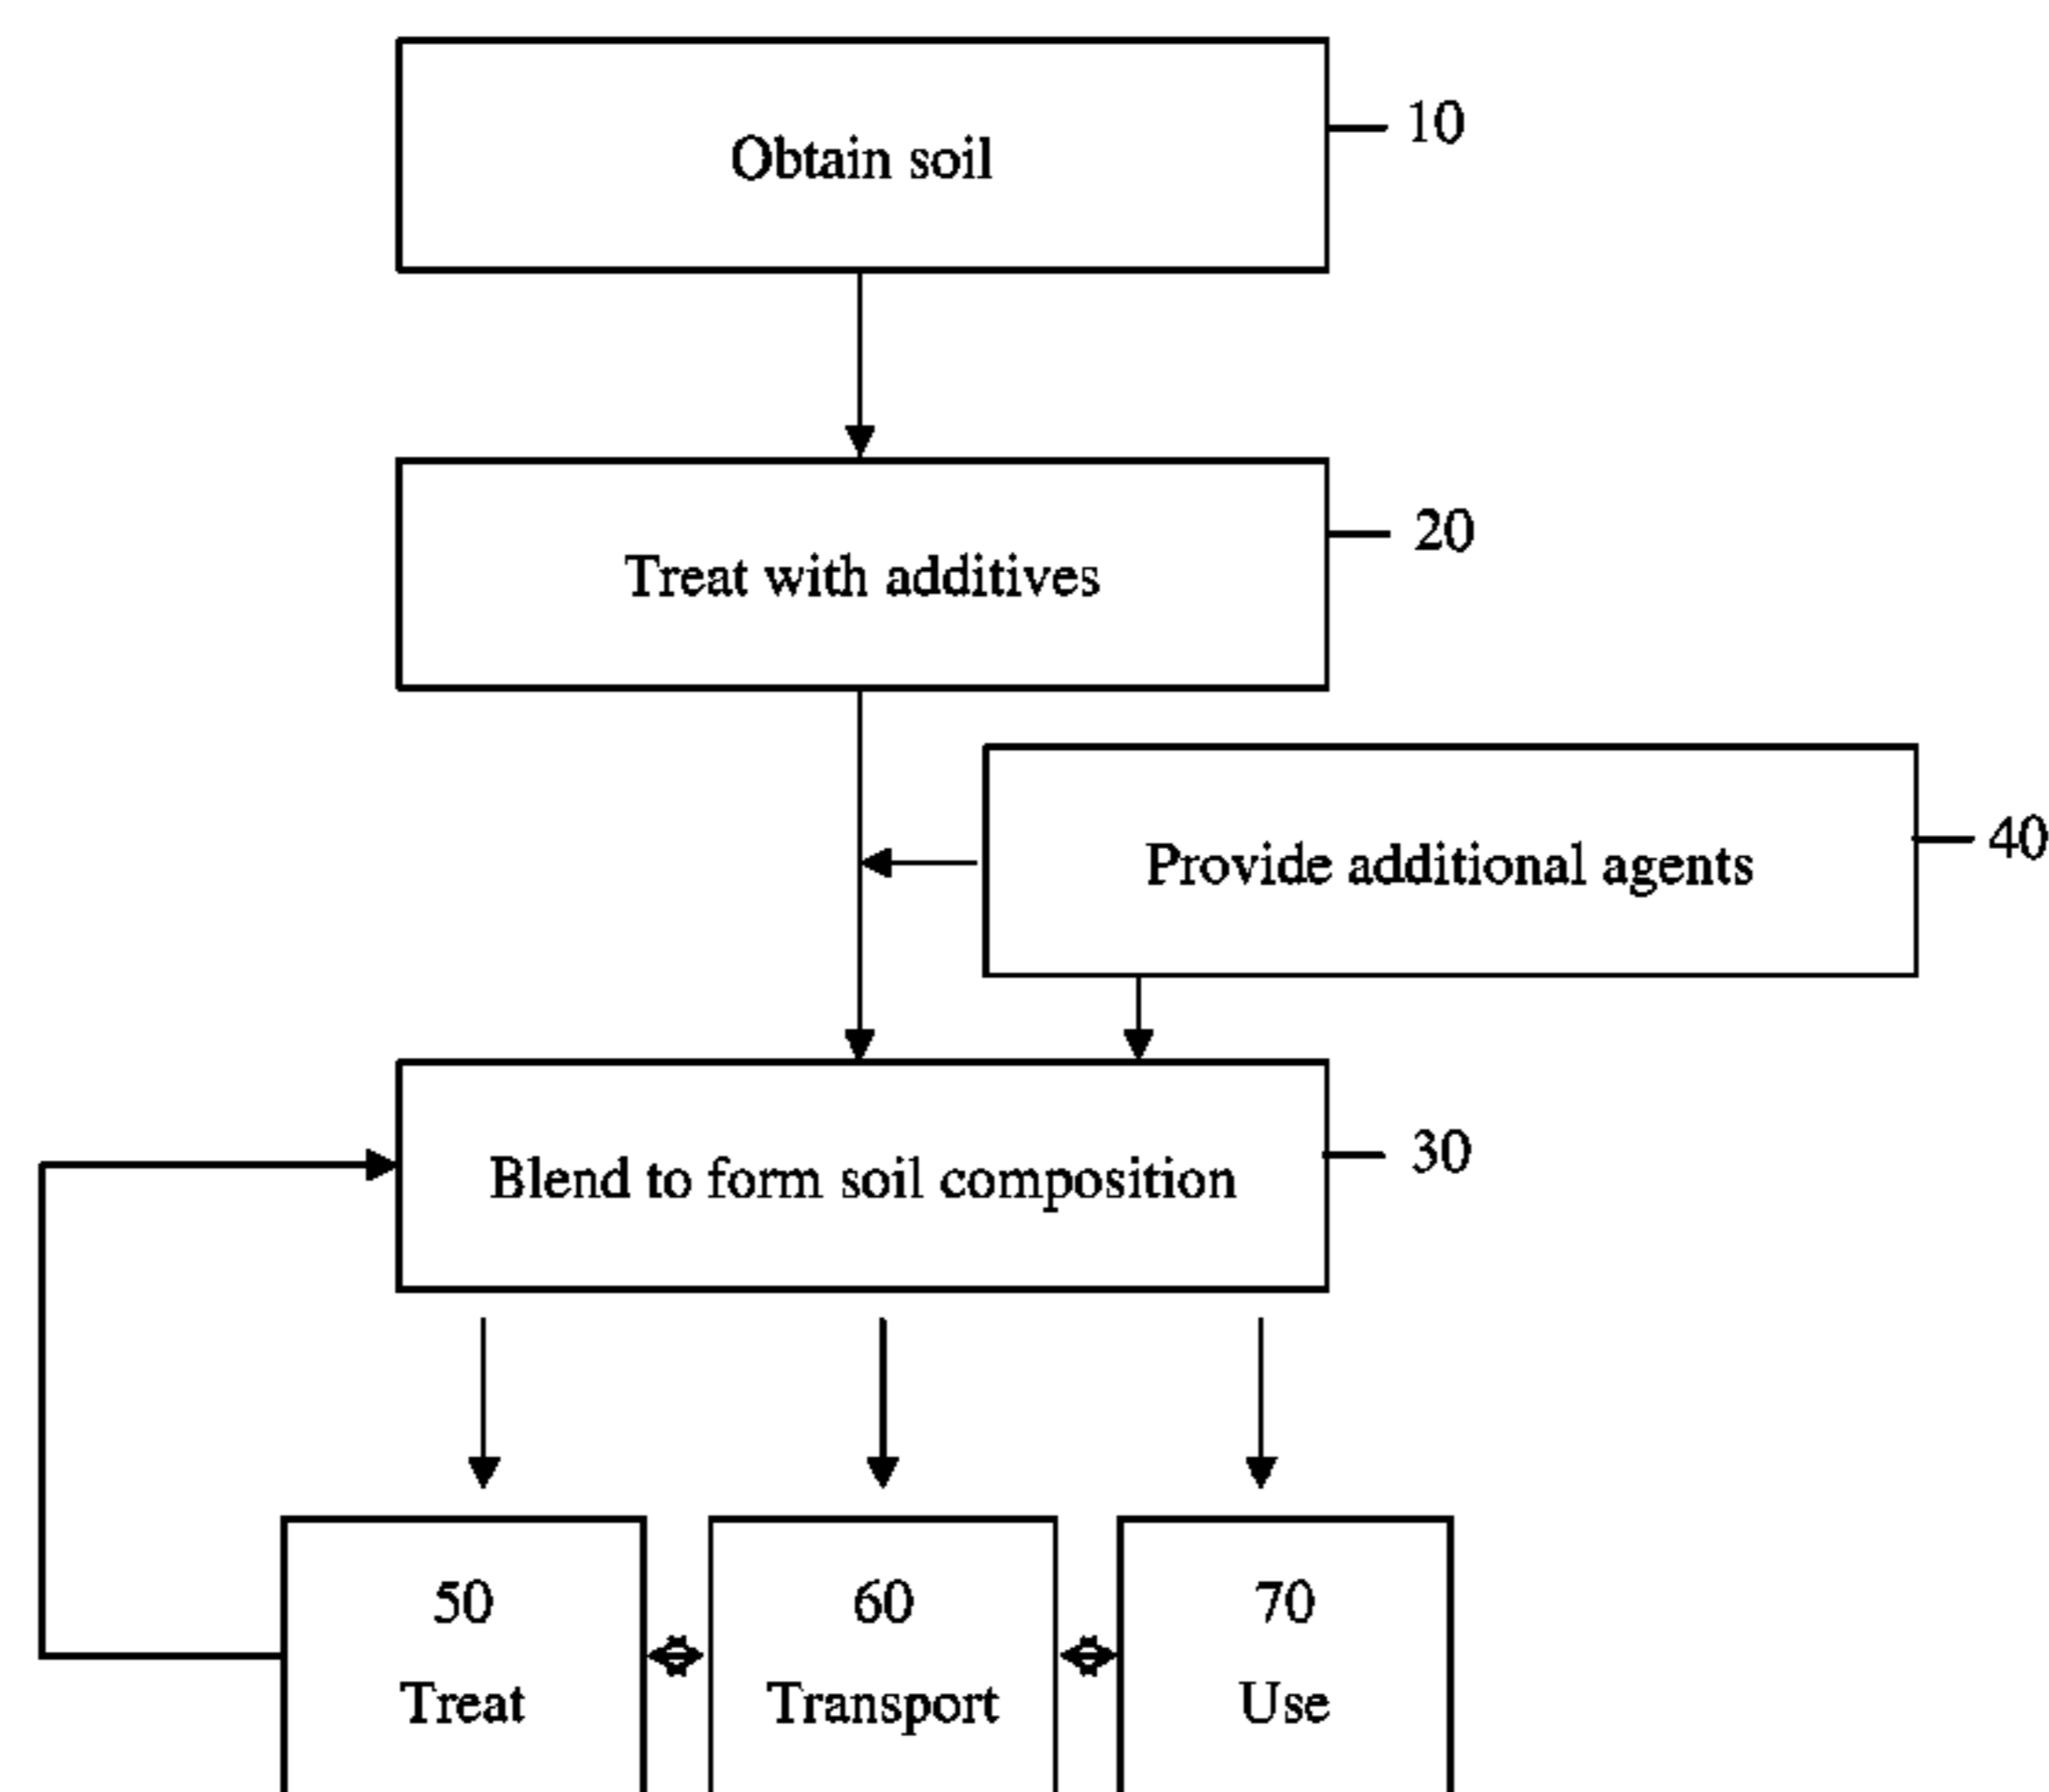 Obtain soil
10
Treat with additives
20
Provide additional agents
40
Blend to form soil composition
30
50
Treat
60
Transport
70
Use